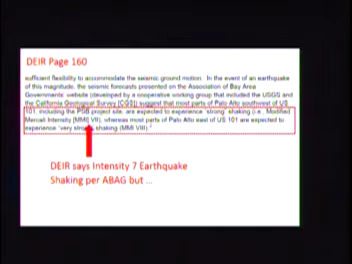 DEIR Page 160
sufficient flexibility to accommodate the seismic ground motion. In the event of an earthquake
of this magnitude, the seismic forecasts presented on the Association of Bay Area
Governments website (developed by a cooperative working group that included the USGS and
the California Geological Survey [CGS]) suggest that most parts of Palo Alto southwest of US
101, including the PSB project site, are expected to experience "strong" shaking (i.e., Modified
Mercali Intensity [MMI] VII), whereas most parts of Palo Alto east of US 101 are expected to
experience "very strong" shaking (MMI VIII).
DEIR says Intensity 7 Earthquake
Shaking per ABAG but ...